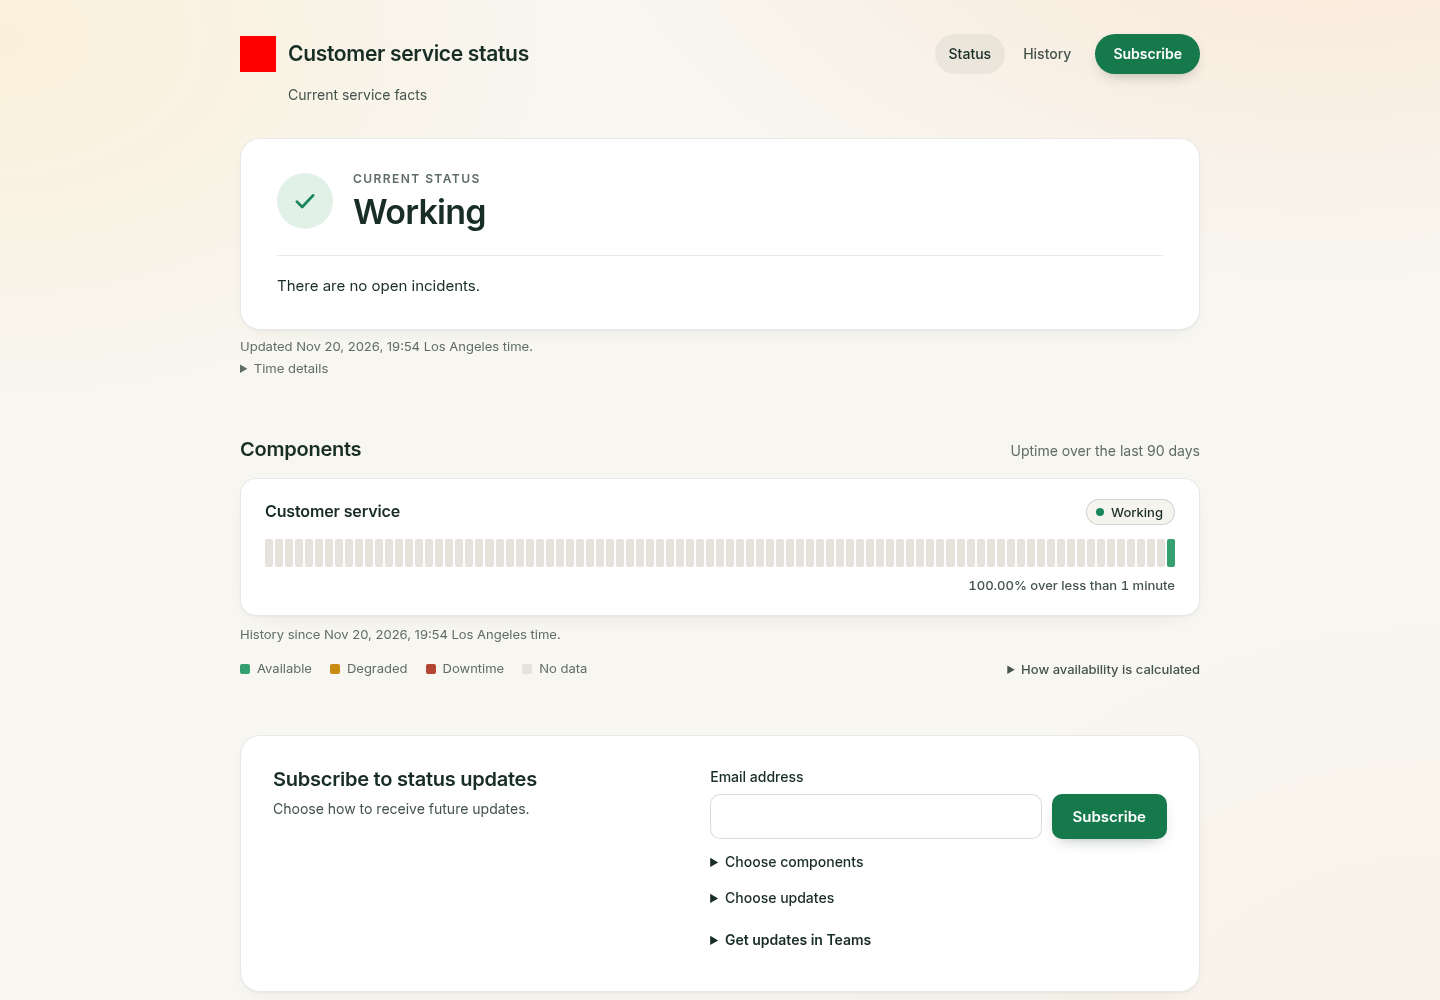 Customer service status
Status
History
Subscribe
Current service facts
CURRENT STATUS
Working
There are no open incidents.
Updated Nov 20, 2026, 19:54 Los Angeles time.
Time details
Components
Uptime over the last 90 days
Customer service
Working
100.00% over less than 1 minute
History since Nov 20, 2026, 19:54 Los Angeles time.
Available
Degraded
Downtime
No data
How availability is calculated
Subscribe to status updates
Choose how to receive future updates.
Email address
Subscribe
Choose components
Choose updates
Get updates in Teams